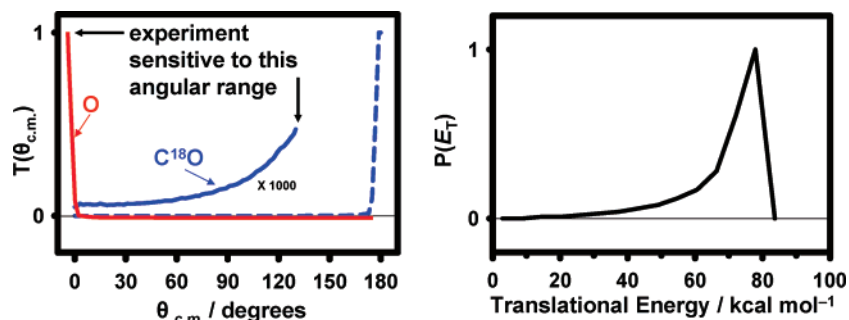 1
0
T(θc.m.)
experiment
sensitive to this
angular range
O
C18O
X 1000
0 30 60 90 120 150 180
θ c.m. / degrees
1
0
P(ET)
0 20 40 60 80 100
Translational Energy / kcal mol−1